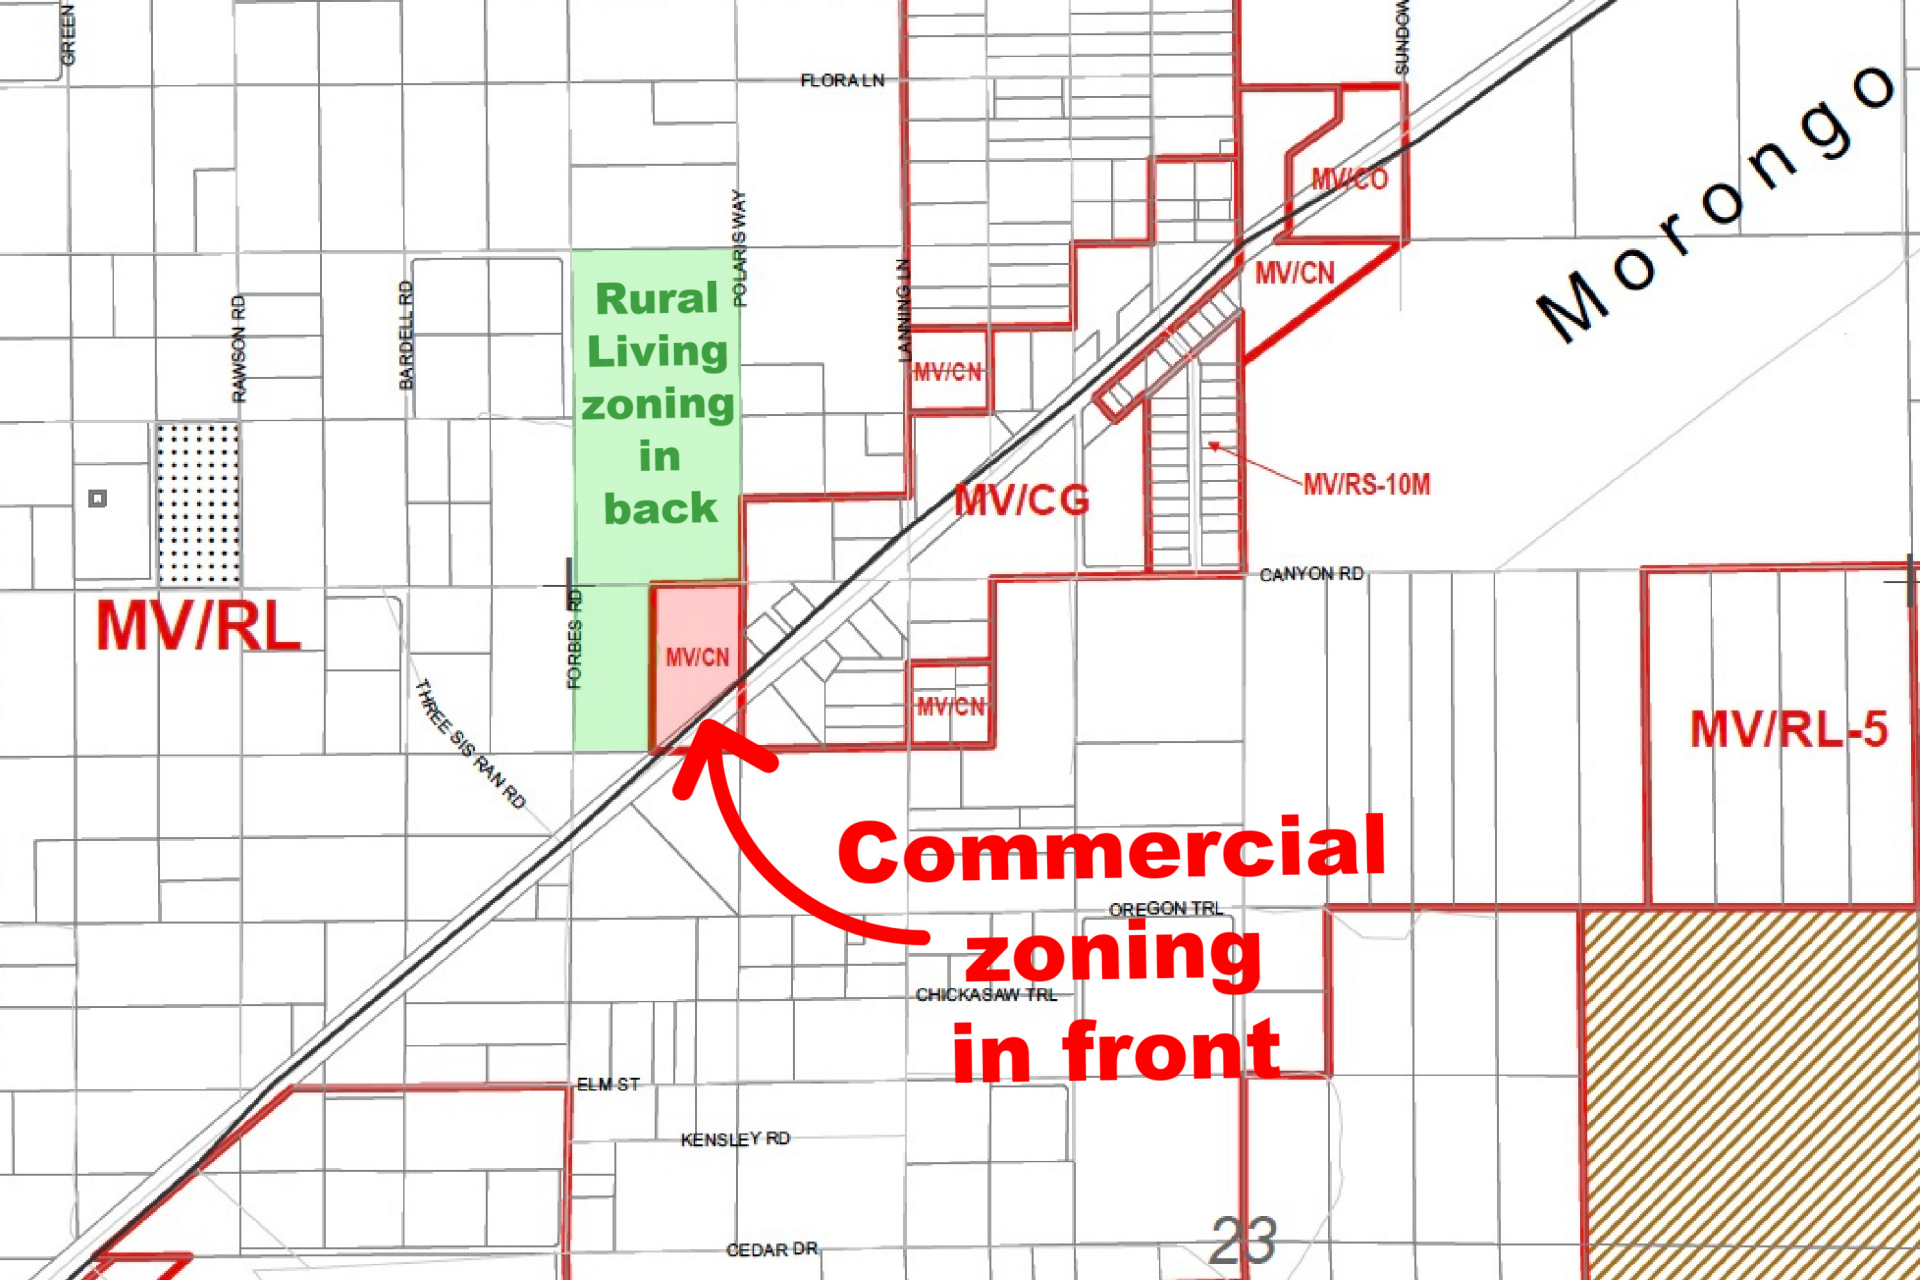 GREEN
SUNDOW
FLORA LN
Morongo
MV/CO
POLARIS WAY
Rural
Living
zoning
in
back
MV/CN
LANNING LN
BARDELL RD
RAWSON RD
MV/CN
MV/CG
MV/RS-10M
CANYON RD
MV/RL
FORBES RD
MV/CN
MV/CN
THREE SIS RAN RD
MV/RL-5
Commercial
zoning
in front
OREGON TRL
CHICKASAW TRL
ELM ST
KENSLEY RD
CEDAR DR
23